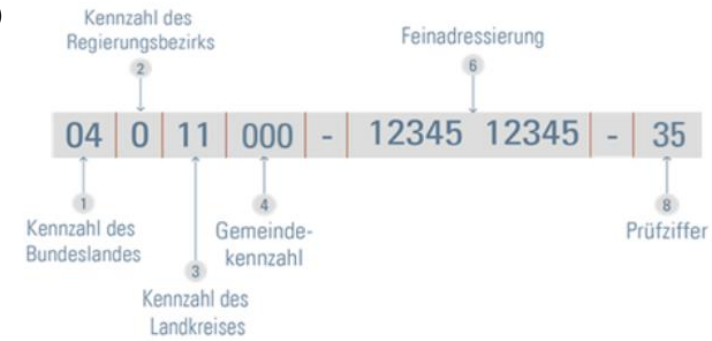 )
Kennzahl des
Regierungsbezirks
2
Feinadressierung
6
04 0 11 000 - 12345 12345 - 35
1
Kennzahl des
Bundeslandes
3
Kennzahl des
Landkreises
4
Gemeinde-
kennzahl
8
Prüfziffer